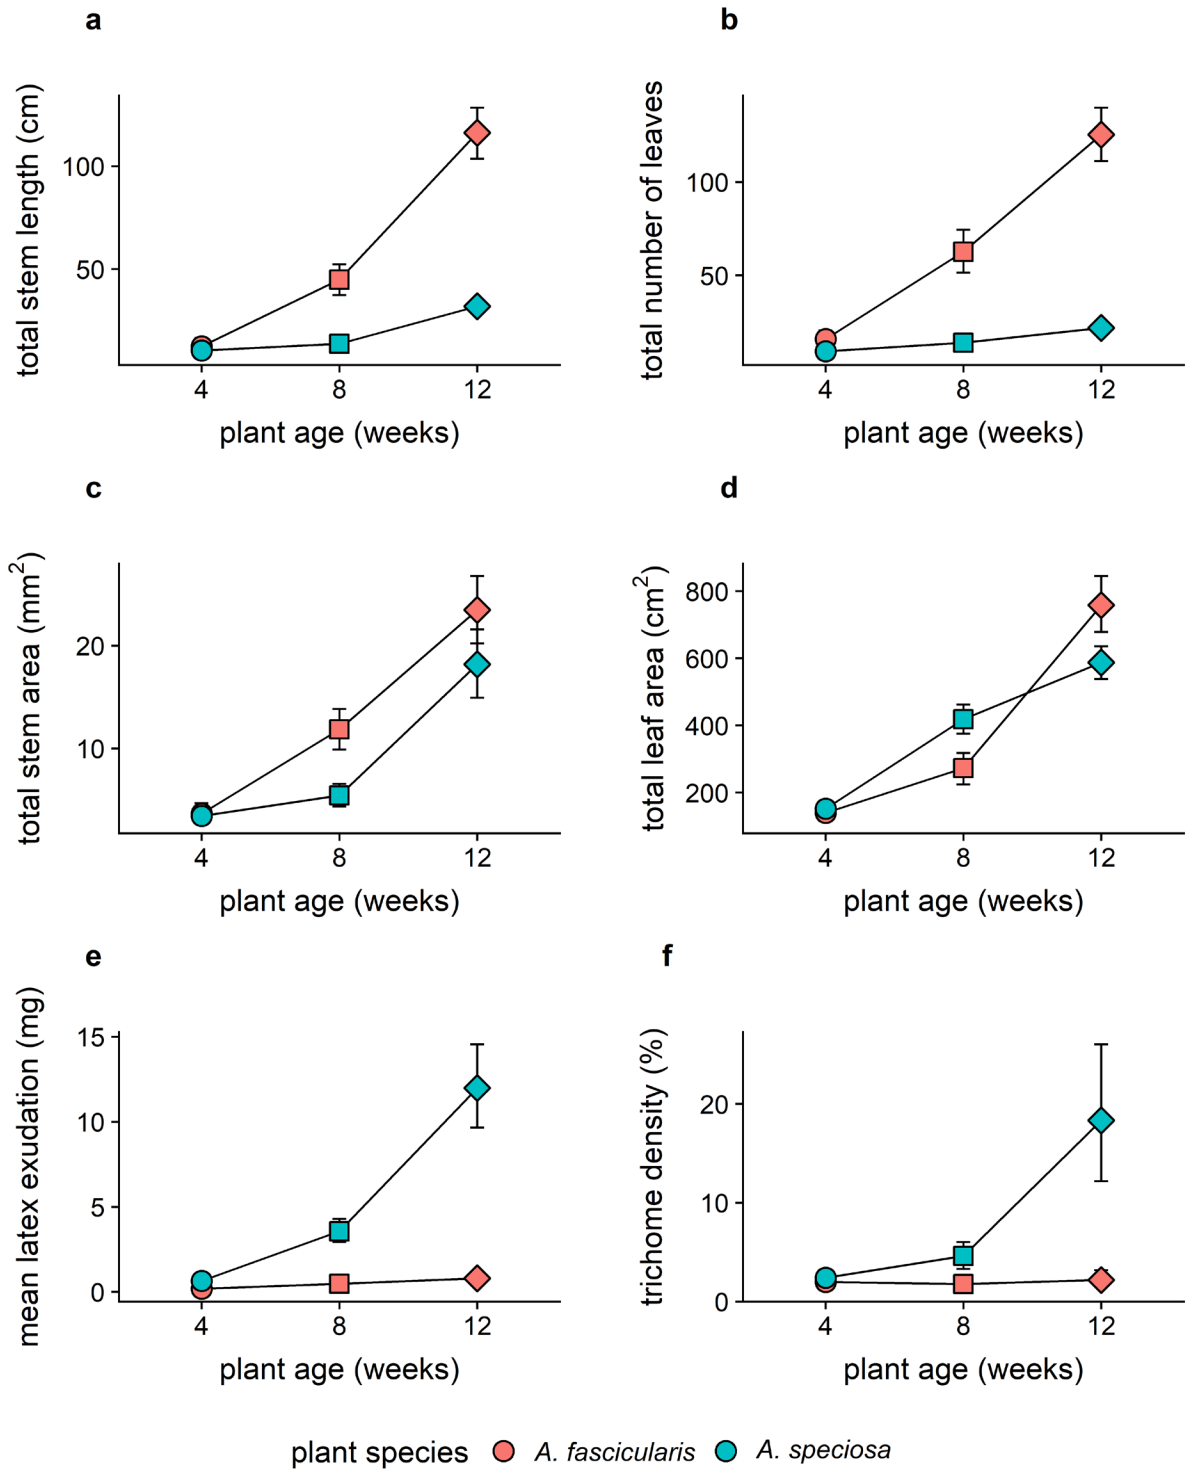 a
b
total stem length (cm)
100
50
4 8 12
plant age (weeks)
total number of leaves
100
50
4 8 12
plant age (weeks)
c
d
total stem area (mm²)
20
10
4 8 12
plant age (weeks)
total leaf area (cm²)
800
600
400
200
4 8 12
plant age (weeks)
e
f
mean latex exudation (mg)
15
10
5
0
4 8 12
plant age (weeks)
trichome density (%)
20
10
0
4 8 12
plant age (weeks)
plant species A. fascicularis A. speciosa